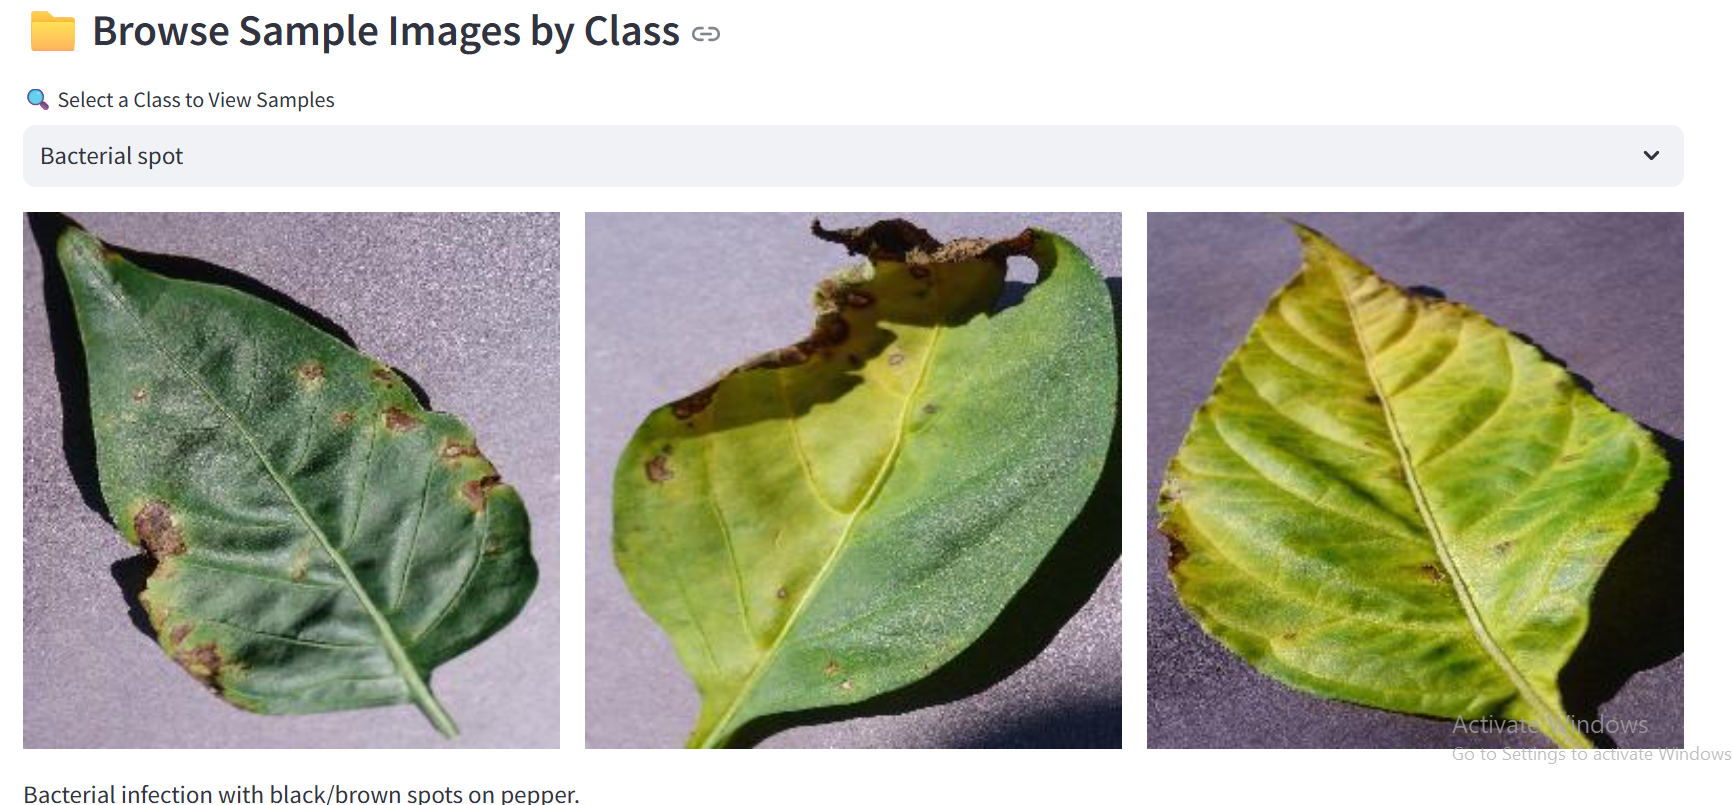 Browse Sample Images by Class
Select a Class to View Samples
Bacterial spot
Activate Windows
Go to Settings to activate Windows
Bacterial infection with black/brown spots on pepper.